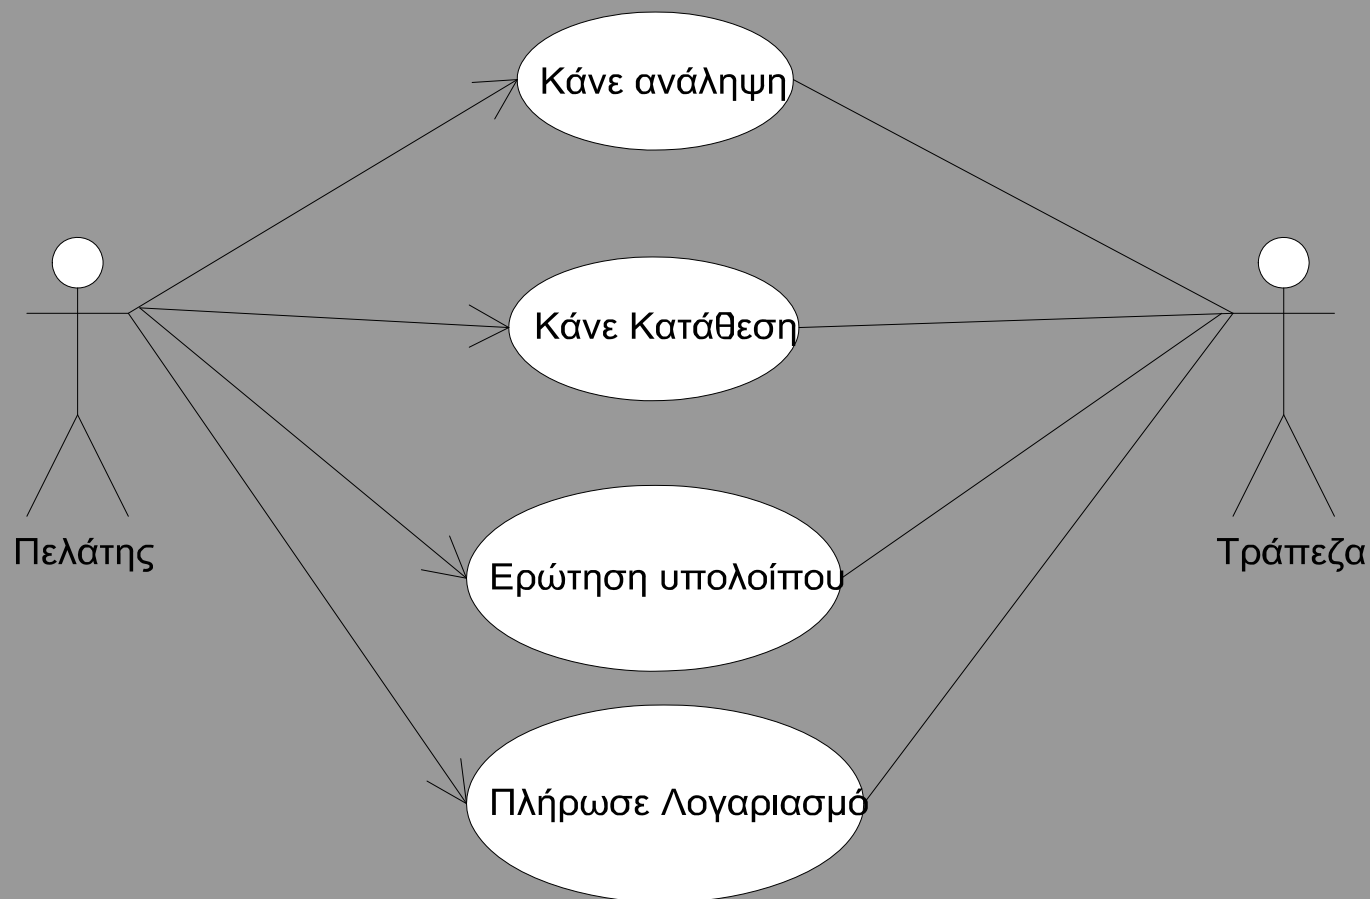 Κάνε ανάληψη
Κάνε Κατάθεση
Πελάτης
Τράπεζα
Ερώτηση υπολοίπου
Πλήρωσε Λογαριασμό